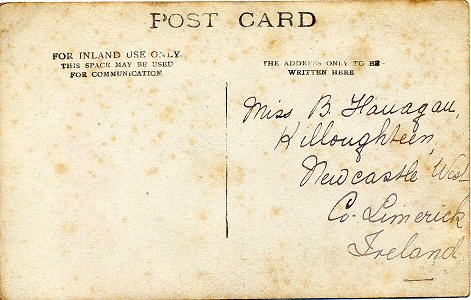 POST CARD
FOR INLAND USE ONLY.
THIS SPACE MAY BE USED
FOR COMMUNICATION
THE ADDRESS ONLY TO BE
WRITTEN HERE
Miss B. Hanagan,
Killoughteen,
Newcastle West
Co. Limerick
Ireland